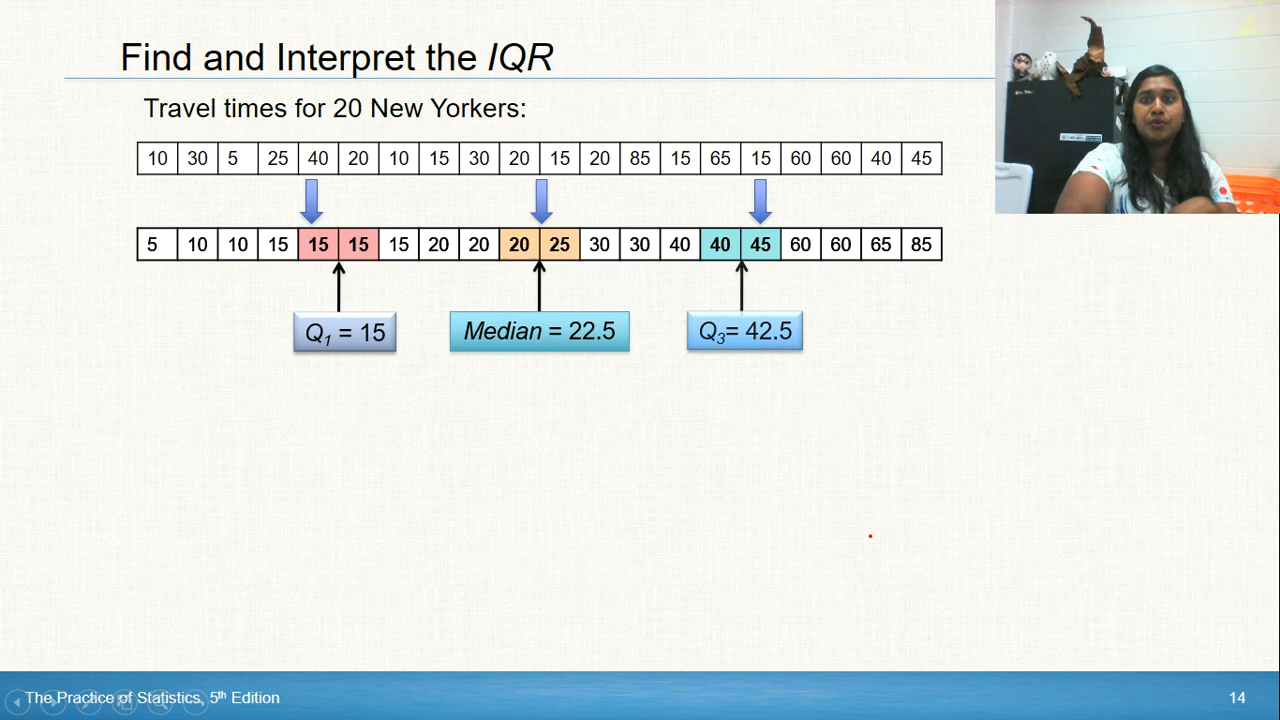 Find and Interpret the IQR
Travel times for 20 New Yorkers:
10 30 5 25 40 20 10 15 30 20 15 20 85 15 65 15 60 60 40 45
5 10 10 15 15 15 15 20 20 20 25 30 30 40 40 45 60 60 65 85
Q1 = 15
Median = 22.5
Q3= 42.5
The Practice of Statistics, 5th Edition
14